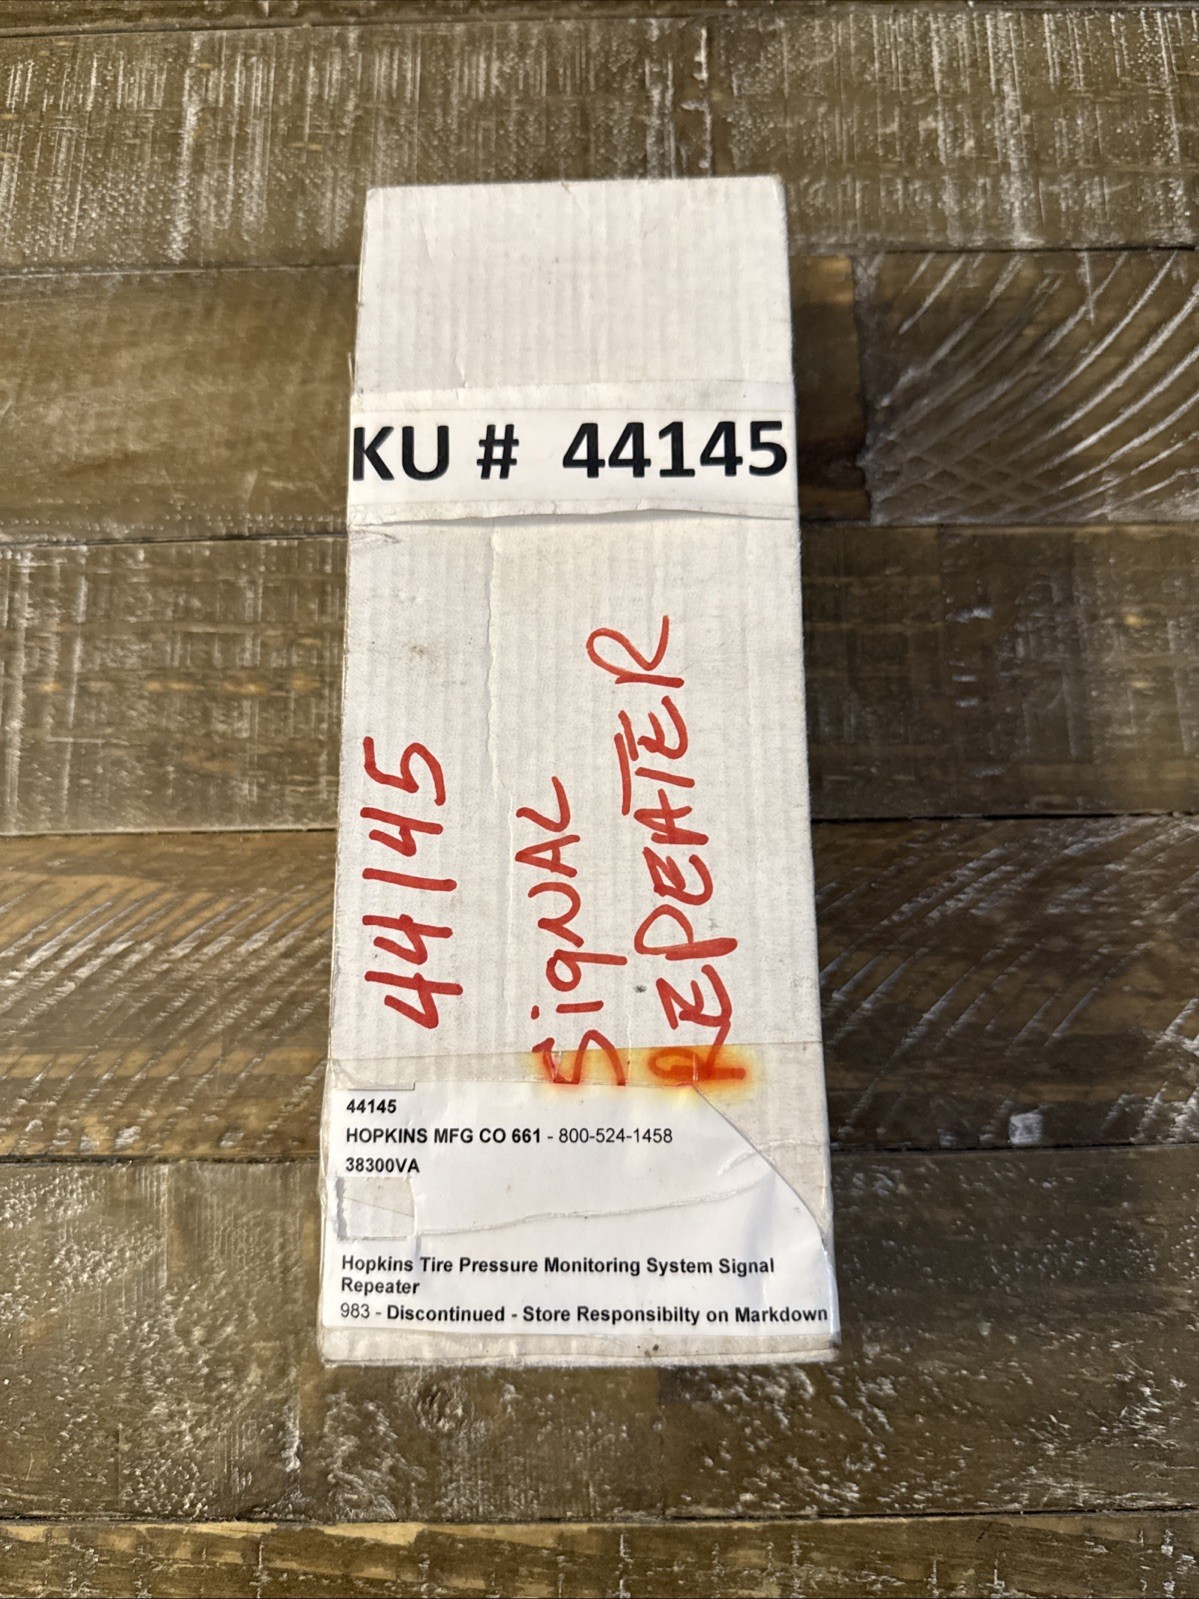 KU # 44145
44145
SigNAL
REPEATER
44145
HOPKINS MFG CO 661 - 800-524-1458
38300VA
Hopkins Tire Pressure Monitoring System Signal
Repeater
983 - Discontinued - Store Responsibilty on Markdown